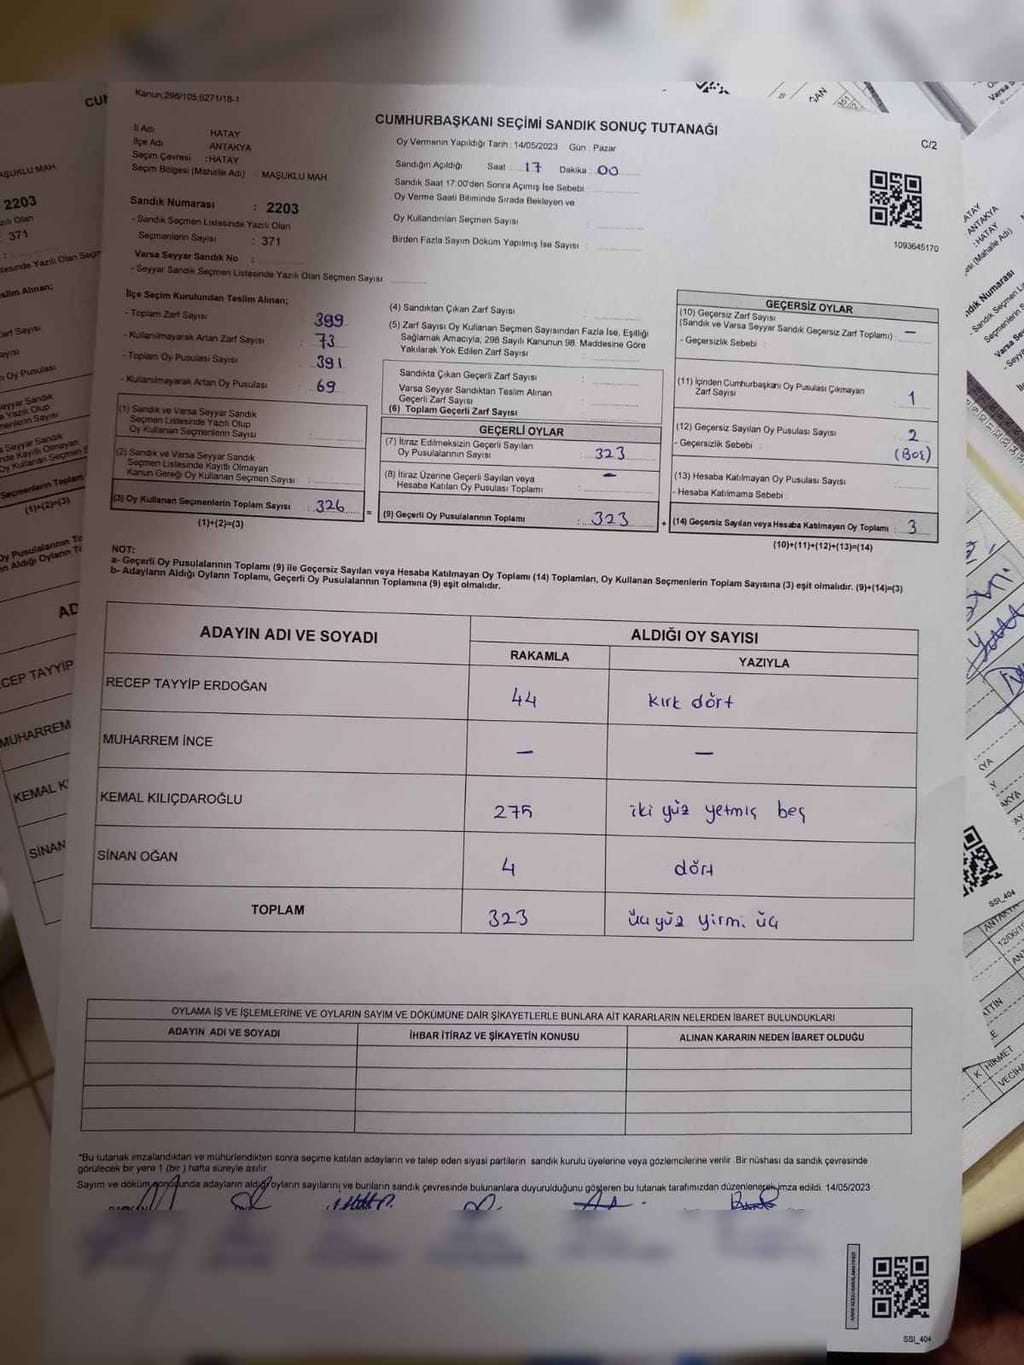 Kanun;298/105,6271/18-1
CUMHURBAŞKANI SEÇİMİ SANDIK SONUÇ TUTANAĞI
C/2
İl Adı HATAY
İlçe Adı ANTAKYA
Seçim Çevresi :HATAY
Seçim Bölgesi (Mahalle Adı) : MAŞUKLU MAH.
Oy Vermenin Yapıldığı Tarih : 14/05/2023 Gün : Pazar
Sandığın Açıldığı Saat 17 Dakika 00
Sandık Saat 17:00'den Sonra Açımış İse Sebebi
Oy Verme Saati Bitiminde Sırada Bekleyen ve
Oy Kullandırılan Seçmen Sayısı
Birden Fazla Sayım Döküm Yapılmış İse Sayısı
1093645170
Sandık Numarası : 2203
- Sandık Seçmen Listesinde Yazılı Olan
Seçmenlerin Sayısı : 371
Varsa Seyyar Sandık No :
- Seyyar Sandık Seçmen Listesinde Yazılı Olan Seçmen Sayısı
İlçe Seçim Kurulundan Teslim Alınan;
- Toplam Zarf Sayısı 399
- Kullanılmayarak Artan Zarf Sayısı : 73
- Toplam Oy Pusulası Sayısı 391
- Kullanılmayarak Artan Oy Pusulası : 69
(1) Sandık ve Varsa Seyyar Sandık
Seçmen Listesinde Yazılı Olup
Oy Kullanan Seçmenlerin Sayısı
(2) Sandık ve Varsa Seyyar Sandık
Seçmen Listesinde Kayıtlı Olmayan
Kanun Gereği Oy Kullanan Seçmen Sayısı
(3) Oy Kullanan Seçmenlerin Toplam Sayısı : 326
(1)+(2)=(3)
(4) Sandıktan Çıkan Zarf Sayısı
(5) Zarf Sayısı Oy Kullanan Seçmen Sayısından Fazla İse, Eşitliği
Sağlamak Amacıyla, 298 Sayılı Kanunun 98. Maddesine Göre
Yakılarak Yok Edilen Zarf Sayısı
Sandıkta Çıkan Geçerli Zarf Sayısı
Varsa Seyyar Sandıktan Teslim Alınan
Geçerli Zarf Sayısı
(6) Toplam Geçerli Zarf Sayısı
GEÇERLİ OYLAR
(7) İtiraz Edilmeksizin Geçerli Sayılan
Oy Pusulalarının Sayısı : 323
(8) İtiraz Üzerine Geçerli Sayılan veya
Hesaba Katılan Oy Pusulası Toplamı : –
= (9) Geçerli Oy Pusulalarının Toplamı : 323 +
GEÇERSİZ OYLAR
(10) Geçersiz Zarf Sayısı
(Sandık ve Varsa Seyyar Sandık Geçersiz Zarf Toplamı) –
- Geçersizlik Sebebi
(11) İçinden Cumhurbaşkanı Oy Pusulası Çıkmayan
Zarf Sayısı 1
(12) Geçersiz Sayılan Oy Pusulası Sayısı 2
- Geçersizlik Sebebi (Boş)
(13) Hesaba Katılmayan Oy Pusulası Sayısı
- Hesaba Katılmama Sebebi
(14) Geçersiz Sayılan veya Hesaba Katılmayan Oy Toplamı : 3
(10)+(11)+(12)+(13)=(14)
NOT:
a- Geçerli Oy Pusulalarının Toplamı (9) ile Geçersiz Sayılan veya Hesaba Katılmayan Oy Toplamı (14) Toplamları, Oy Kullanan Seçmenlerin Toplam Sayısına (3) eşit olmalıdır. (9)+(14)=(3)
b- Adayların Aldığı Oyların Toplamı, Geçerli Oy Pusulalarının Toplamına (9) eşit olmalıdır.
ADAYIN ADI VE SOYADI ALDIĞI OY SAYISI
RAKAMLA YAZIYLA
RECEP TAYYİP ERDOĞAN 44 kırk dört
MUHARREM İNCE – –
KEMAL KILIÇDAROĞLU 275 iki yüz yetmiş beş
SİNAN OĞAN 4 dört
TOPLAM 323 üç yüz yirmi üç
OYLAMA İŞ VE İŞLEMLERİNE VE OYLARIN SAYIM VE DÖKÜMÜNE DAİR ŞİKAYETLERLE BUNLARA AİT KARARLARIN NELERDEN İBARET BULUNDUKLARI
ADAYIN ADI VE SOYADI İHBAR İTİRAZ VE ŞİKAYETİN KONUSU ALINAN KARARIN NEDEN İBARET OLDUĞU
*Bu tutanak imzalandıktan ve mühürlendikten sonra seçime katılan adayların ve talep eden siyasi partilerin sandık kurulu üyelerine veya gözlemcilerine verilir. Bir nüshası da sandık çevresinde
görülecek bir yere 1 (bir ) hafta süreyle asılır.
Sayım ve döküm sonucunda adayların aldığı oyların sayılarını ve bunların sandık çevresinde bulunanlara duyurulduğunu gösteren bu tutanak tarafımızdan düzenlenerek imza edildi. 14/05/2023
SSI_404